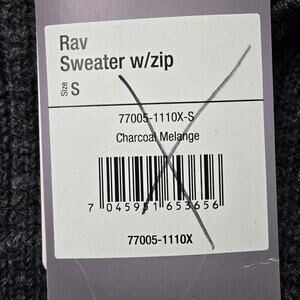 Rav
Sweater w/zip
Size S
77005-1110X-S
Charcoal Melange
7 045951 653656
77005-1110X